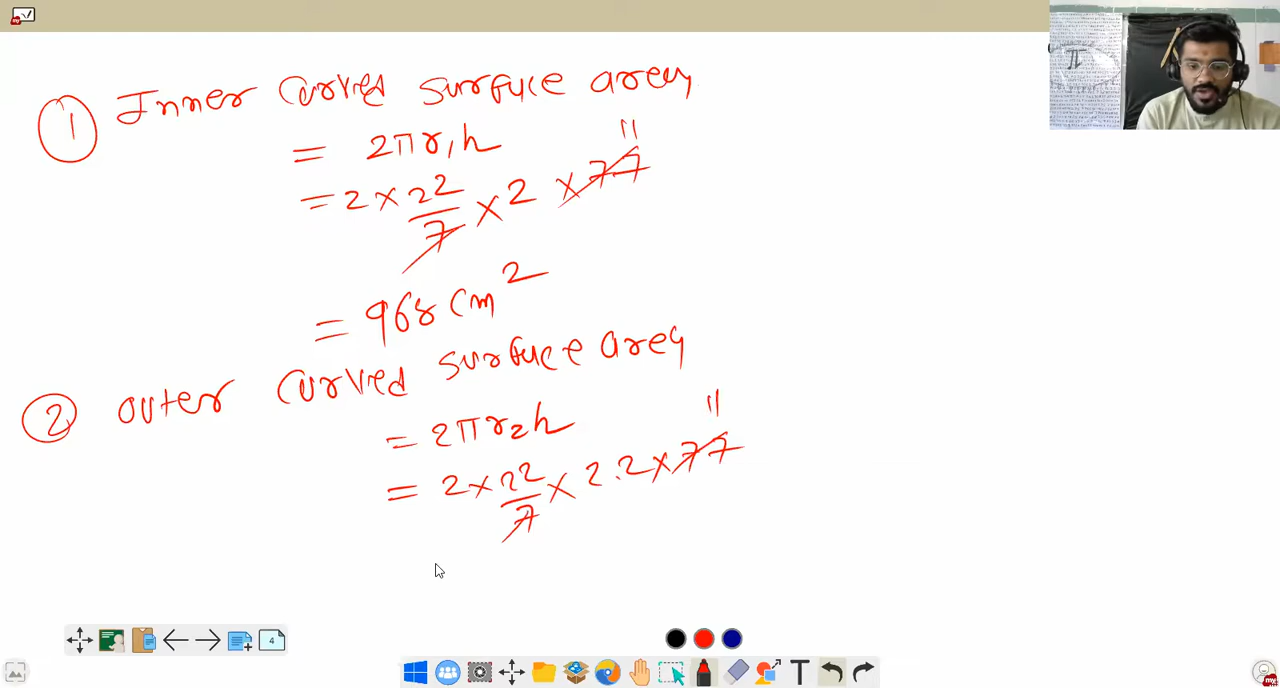 ① Inner Curved surface area
= 2πr₁h
= 2 × 22/7 × 2 × 77 11
= 968 Cm²
② outer Curved surface area
= 2πr₂h
= 2 × 22/7 × 2.2 × 77 11
4
T